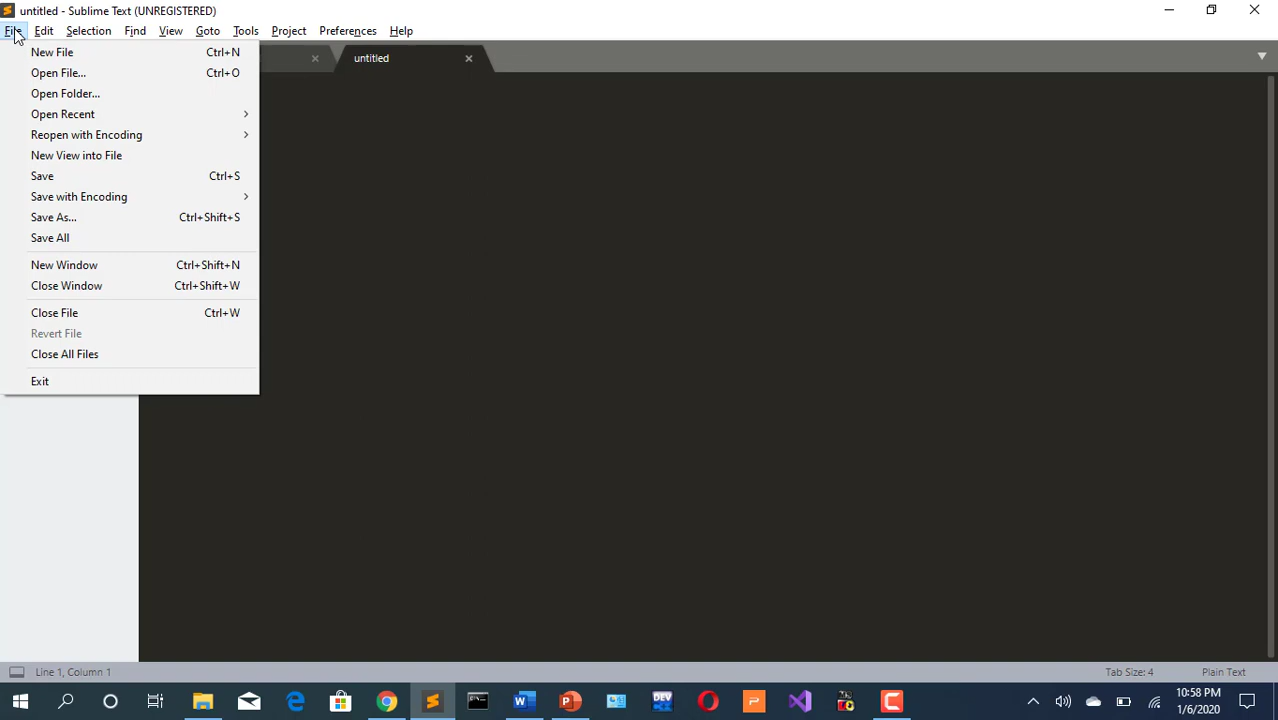 untitled - Sublime Text (UNREGISTERED)
File Edit Selection Find View Goto Tools Project Preferences Help
untitled
New File Ctrl+N
Open File... Ctrl+O
Open Folder...
Open Recent
Reopen with Encoding
New View into File
Save Ctrl+S
Save with Encoding
Save As... Ctrl+Shift+S
Save All
New Window Ctrl+Shift+N
Close Window Ctrl+Shift+W
Close File Ctrl+W
Revert File
Close All Files
Exit
Line 1, Column 1 Tab Size: 4 Plain Text
10:58 PM
1/6/2020